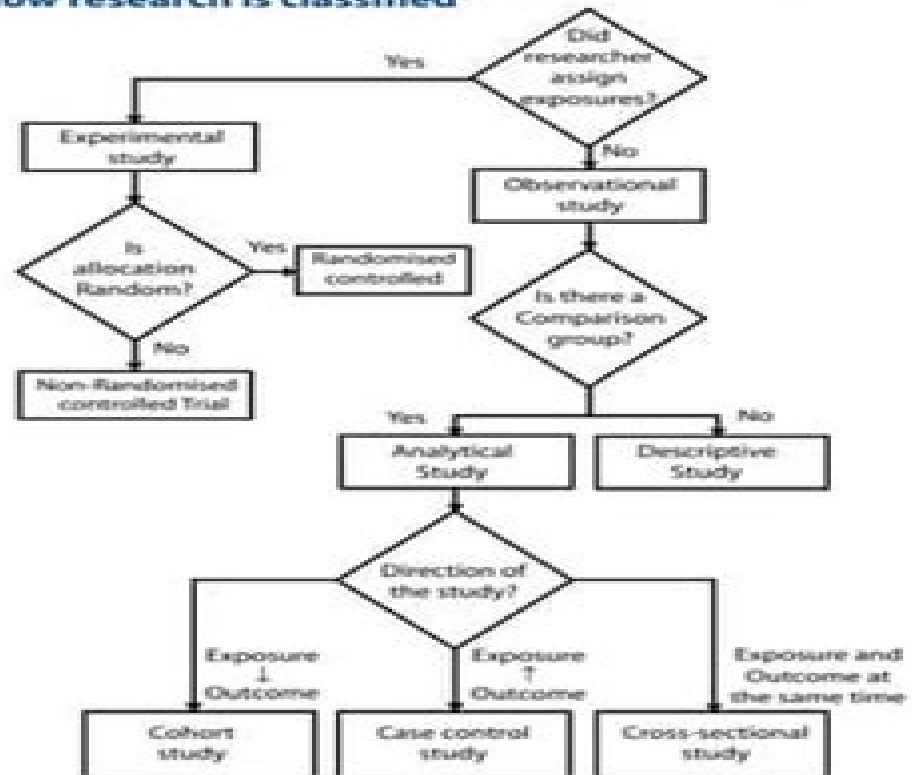 how research is classified
Did
researcher
assign
exposures?
Yes
No
Experimental
study
Observational
study
Is
allocation
Random?
Yes
Randomised
controlled
No
Non-Randomised
controlled Trial
Is there a
Comparison
group?
Yes
No
Analytical
Study
Descriptive
Study
Direction of
the study?
Exposure
↓
Outcome
Exposure
↑
Outcome
Exposure and
Outcome at
the same time
Cohort
study
Case control
study
Cross-sectional
study